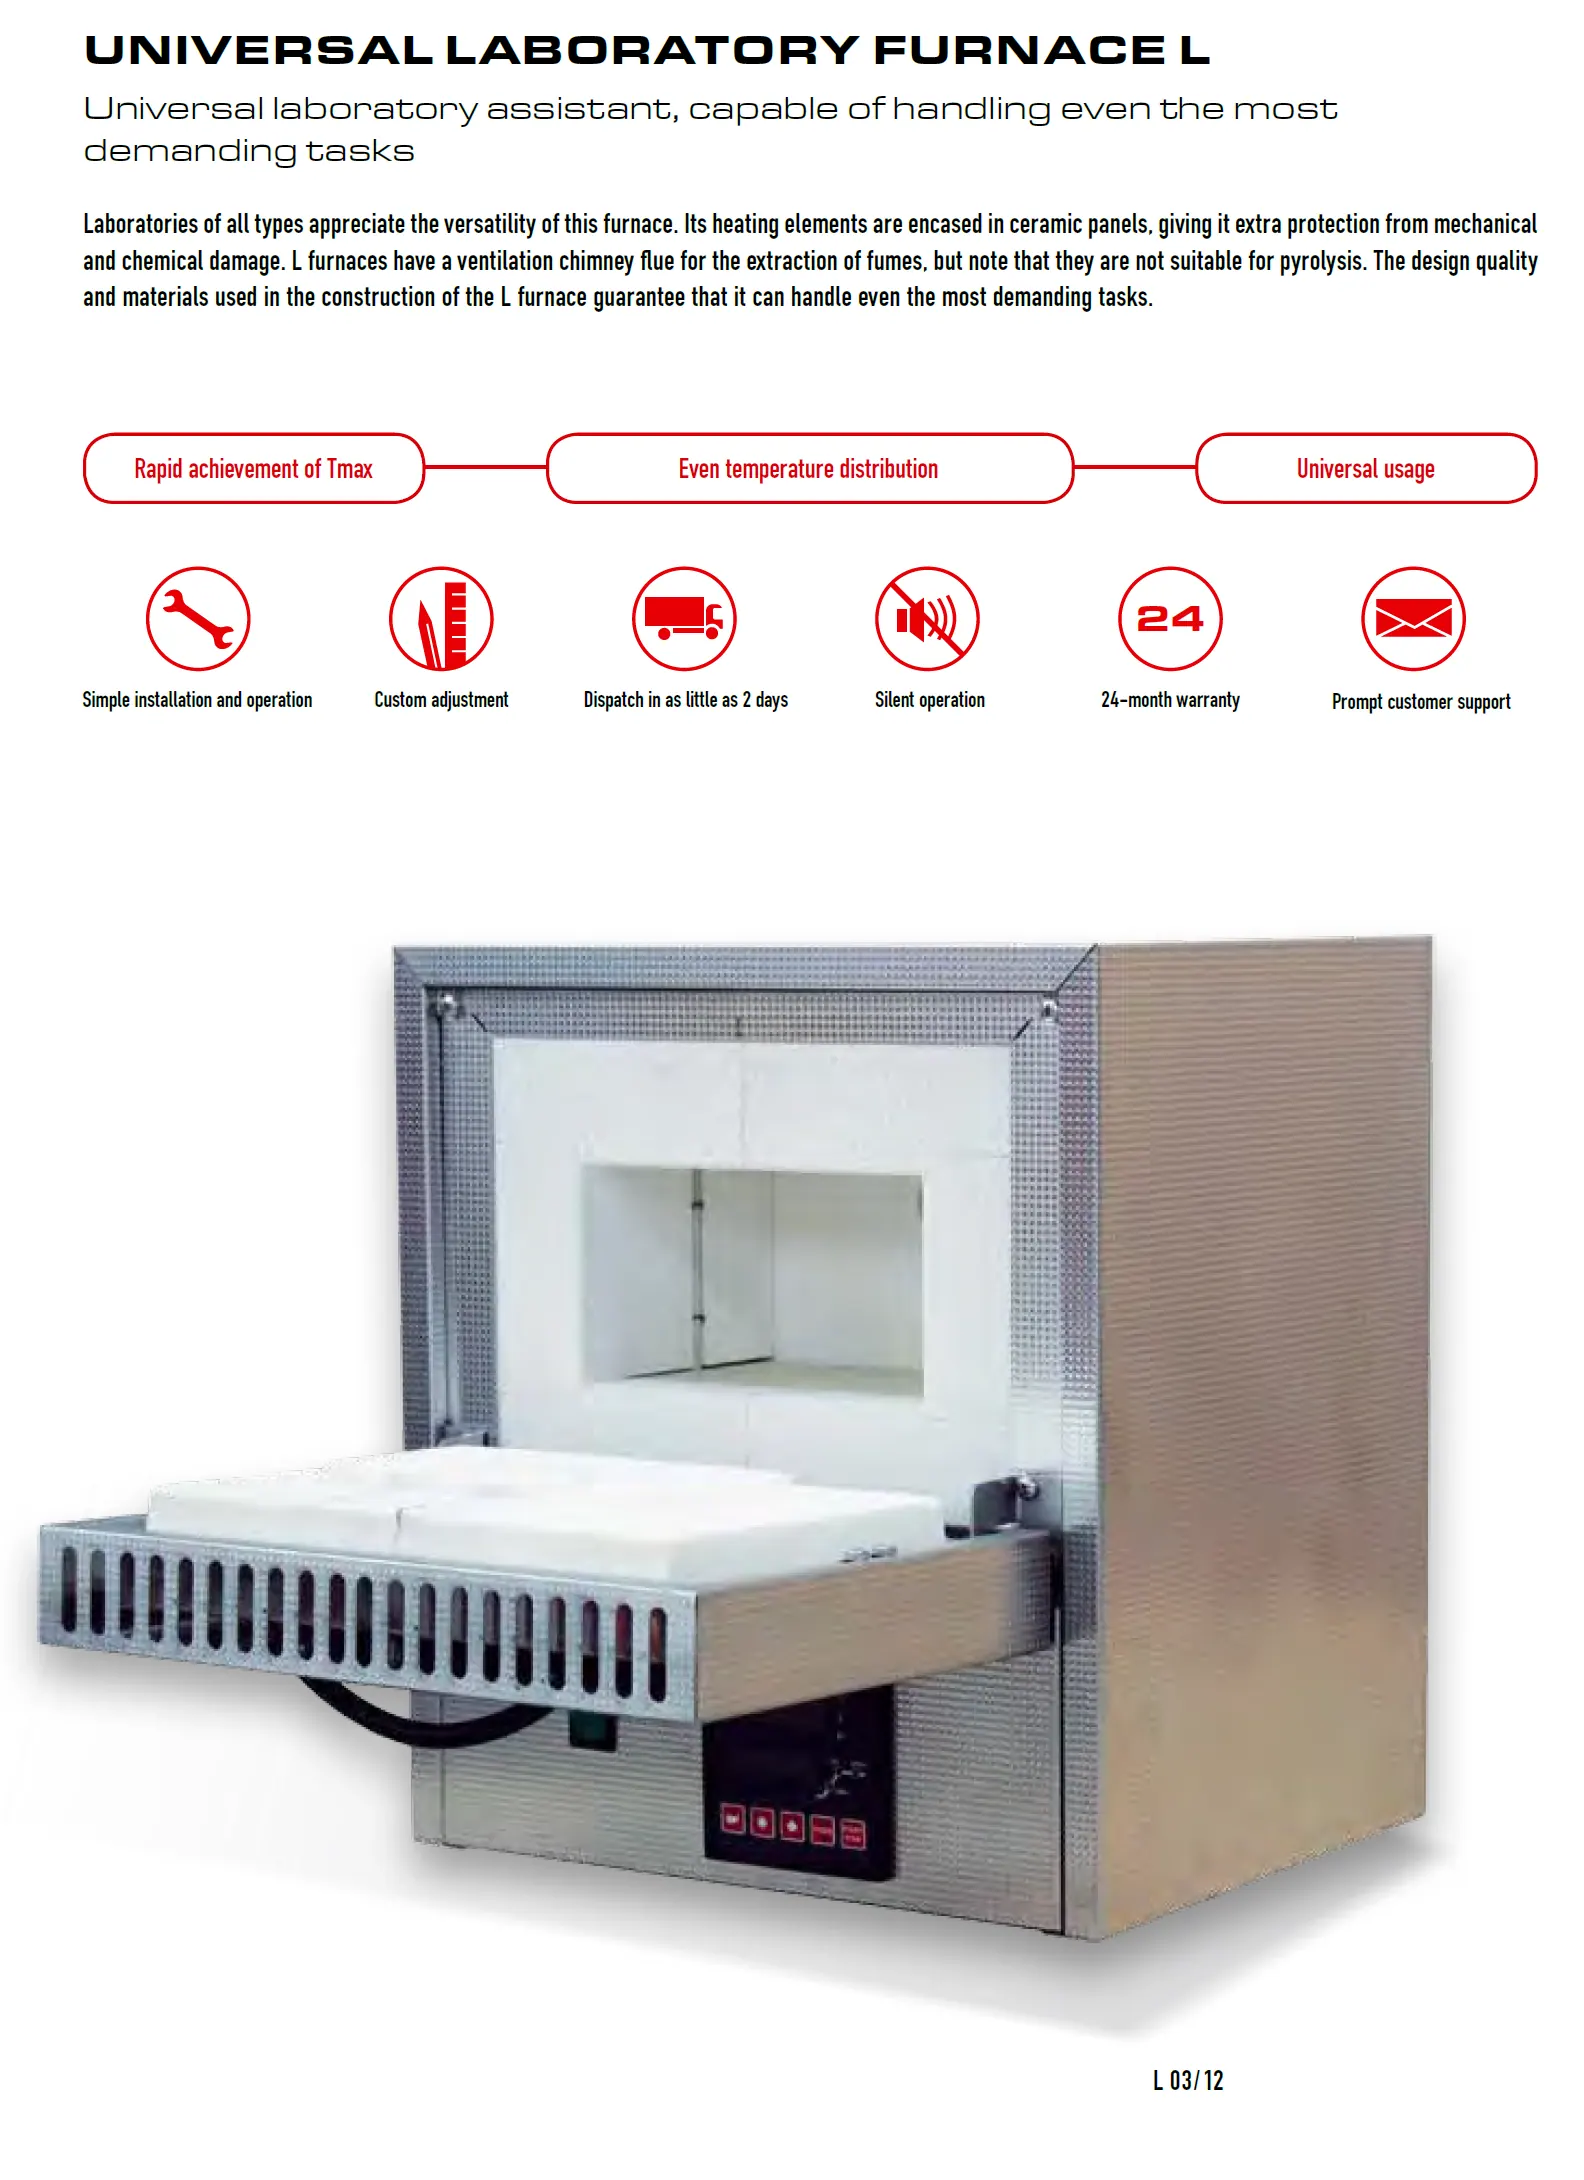 UNIVERSAL LABORATORY FURNACE L
Universal laboratory assistant, capable of handling even the most
demanding tasks
Laboratories of all types appreciate the versatility of this furnace. Its heating elements are encased in ceramic panels, giving it extra protection from mechanical
and chemical damage. L furnaces have a ventilation chimney flue for the extraction of fumes, but note that they are not suitable for pyrolysis. The design quality
and materials used in the construction of the L furnace guarantee that it can handle even the most demanding tasks.
Rapid achievement of Tmax
Even temperature distribution
Universal usage
24
Simple installation and operation
Custom adjustment
Dispatch in as little as 2 days
Silent operation
24-month warranty
Prompt customer support
L 03/12